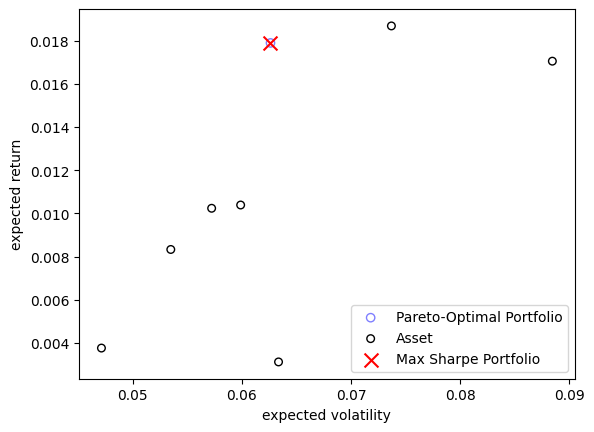 0.018
0.016
0.014
0.012
0.010
0.008
0.006
0.004
expected return
0.05
0.06
0.07
0.08
0.09
expected volatility
Pareto-Optimal Portfolio
Asset
Max Sharpe Portfolio